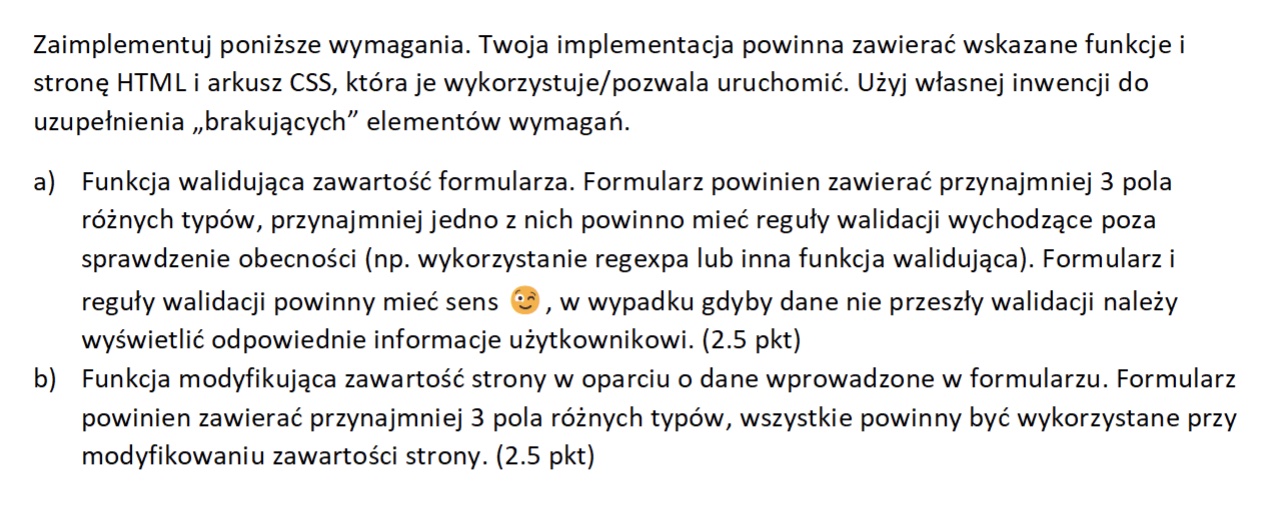 Zaimplementuj poniższe wymagania. Twoja implementacja powinna zawierać wskazane funkcje i
stronę HTML i arkusz CSS, która je wykorzystuje/pozwala uruchomić. Użyj własnej inwencji do
uzupełnienia „brakujących” elementów wymagań.
a) Funkcja walidująca zawartość formularza. Formularz powinien zawierać przynajmniej 3 pola
różnych typów, przynajmniej jedno z nich powinno mieć reguły walidacji wychodzące poza
sprawdzenie obecności (np. wykorzystanie regexpa lub inna funkcja walidująca). Formularz i
reguły walidacji powinny mieć sens 😉, w wypadku gdyby dane nie przeszły walidacji należy
wyświetlić odpowiednie informacje użytkownikowi. (2.5 pkt)
b) Funkcja modyfikująca zawartość strony w oparciu o dane wprowadzone w formularzu. Formularz
powinien zawierać przynajmniej 3 pola różnych typów, wszystkie powinny być wykorzystane przy
modyfikowaniu zawartości strony. (2.5 pkt)